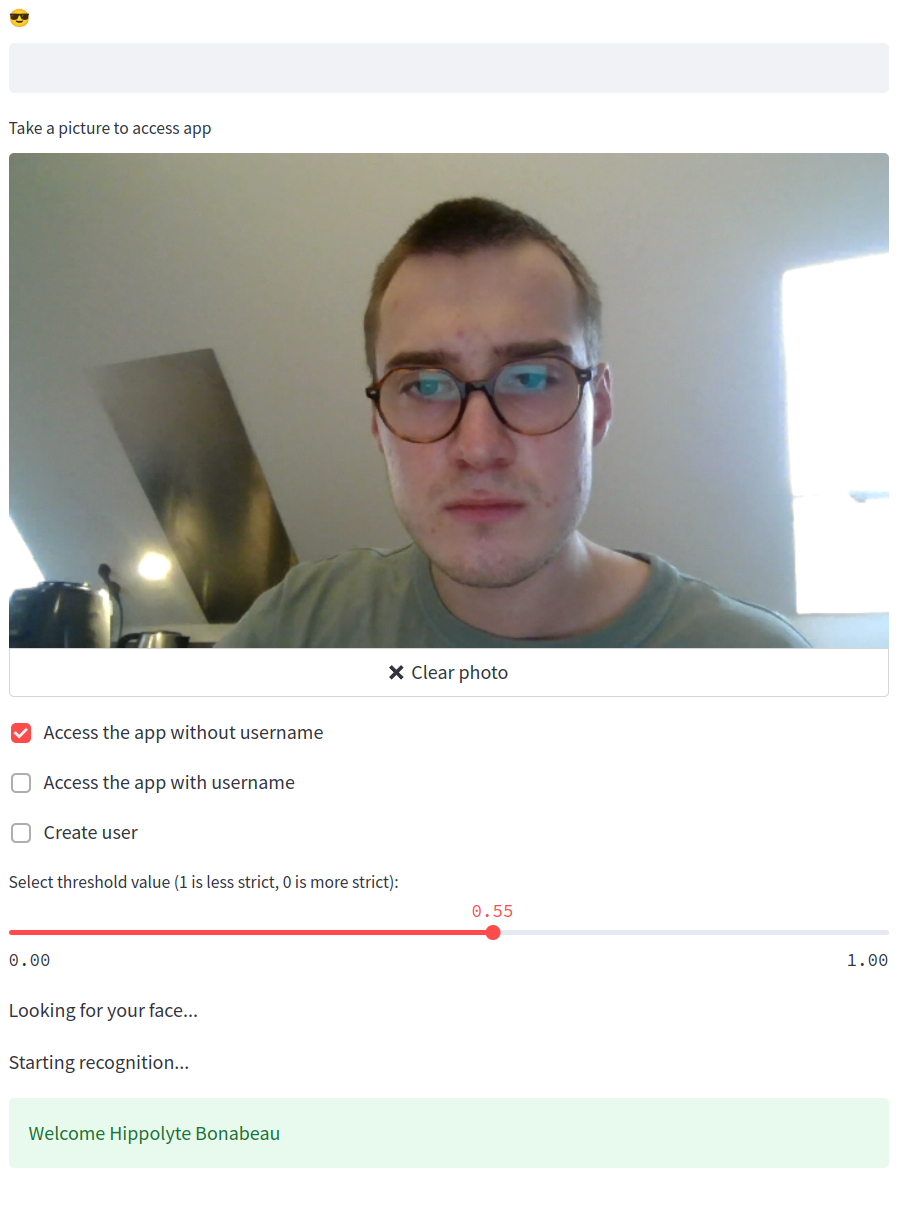 😎
Take a picture to access app
Clear photo
Access the app without username
Access the app with username
Create user
Select threshold value (1 is less strict, 0 is more strict):
0.55
0.00 1.00
Looking for your face...
Starting recognition...
Welcome Hippolyte Bonabeau